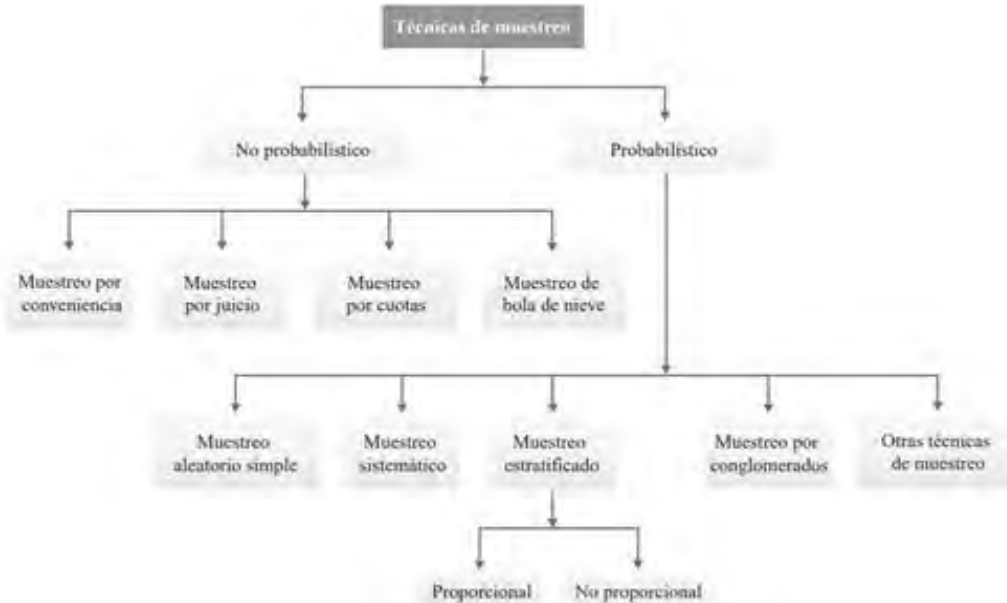 Técnicas de muestreo
No probabilístico
Probabilístico
Muestreo por
conveniencia
Muestreo
por juicio
Muestreo
por cuotas
Muestreo de
bola de nieve
Muestreo
aleatorio simple
Muestreo
sistemático
Muestreo
estratificado
Muestreo por
conglomerados
Otras técnicas
de muestreo
Proporcional
No proporcional